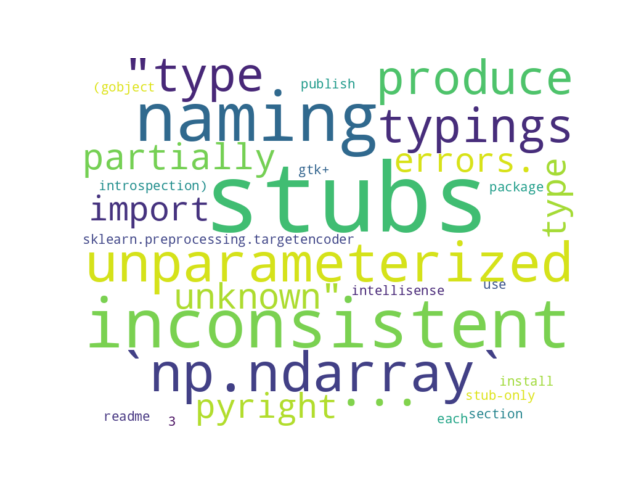 "type
(gobject
publish
produce
naming
typings
partially
gtk+
errors.
type
introspection)
package
import
stubs
sklearn.preprocessing.targetencoder
unparameterized
unknown"
intellisense
use
inconsistent
`np.ndarray`
install
stub-only
pyright
...
readme
3
each
section